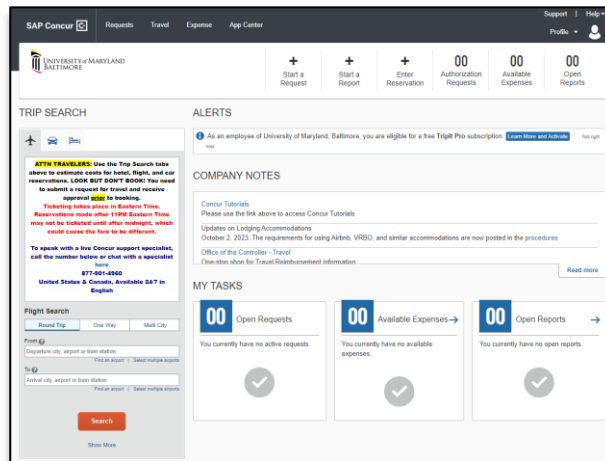 Support | Help
SAP Concur C
Requests
Travel
Expense
App Center
Profile
UNIVERSITY of MARYLAND
BALTIMORE
+
Start a
Request
+
Start a
Report
+
Enter
Reservation
00
Authorization
Requests
00
Available
Expenses
00
Open
Reports
TRIP SEARCH
ATTN TRAVELERS: Use the Trip Search tabs
above to estimate costs for hotel, flight, and car
reservations. LOOK BUT DON'T BOOK! You need
to submit a request for travel and receive
approval prior to booking.
Ticketing takes place in Eastern Time.
Reservations made after 11PM Eastern Time
may not be ticketed until after midnight, which
could cause the fare to be different.
To speak with a live Concur support specialist,
call the number below or chat with a specialist
here
877-901-4960
United States & Canada, Available 24/7 in
English
Flight Search
Round Trip
One Way
Multi City
From
Departure city, airport or train station
Find an airport | Select multiple airports
To
Arrival city, airport or train station
Find an airport | Select multiple airports
Search
Show More
ALERTS
As an employee of University of Maryland, Baltimore, you are eligible for a free TripIt Pro subscription. Learn More and Activate Not right
now
COMPANY NOTES
Concur Tutorials
Please use the link above to access Concur Tutorials
Updates on Lodging Accommodations
October 2, 2023: The requirements for using Airbnb, VRBO, and similar accommodations are now posted in the procedures
Office of the Controller - Travel
One-stop shop for Travel Reimbursement information
Read more
MY TASKS
00 Open Requests
You currently have no active requests.
00 Available Expenses→
You currently have no available
expenses.
00 Open Reports →
You currently have no open reports.